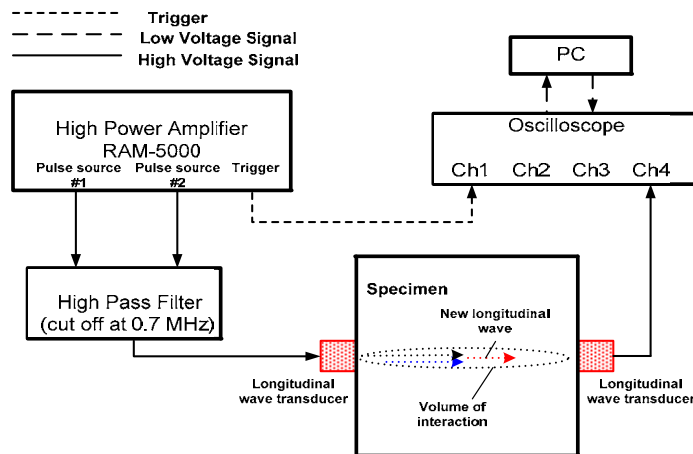 Trigger
Low Voltage Signal
High Voltage Signal
PC
High Power Amplifier
RAM-5000
Pulse source
#1
Pulse source
#2
Trigger
Oscilloscope
Ch1 Ch2 Ch3 Ch4
High Pass Filter
(cut off at 0.7 MHz)
Specimen
New longitudinal
wave
Volume of
interaction
Longitudinal
wave transducer
Longitudinal
wave transducer